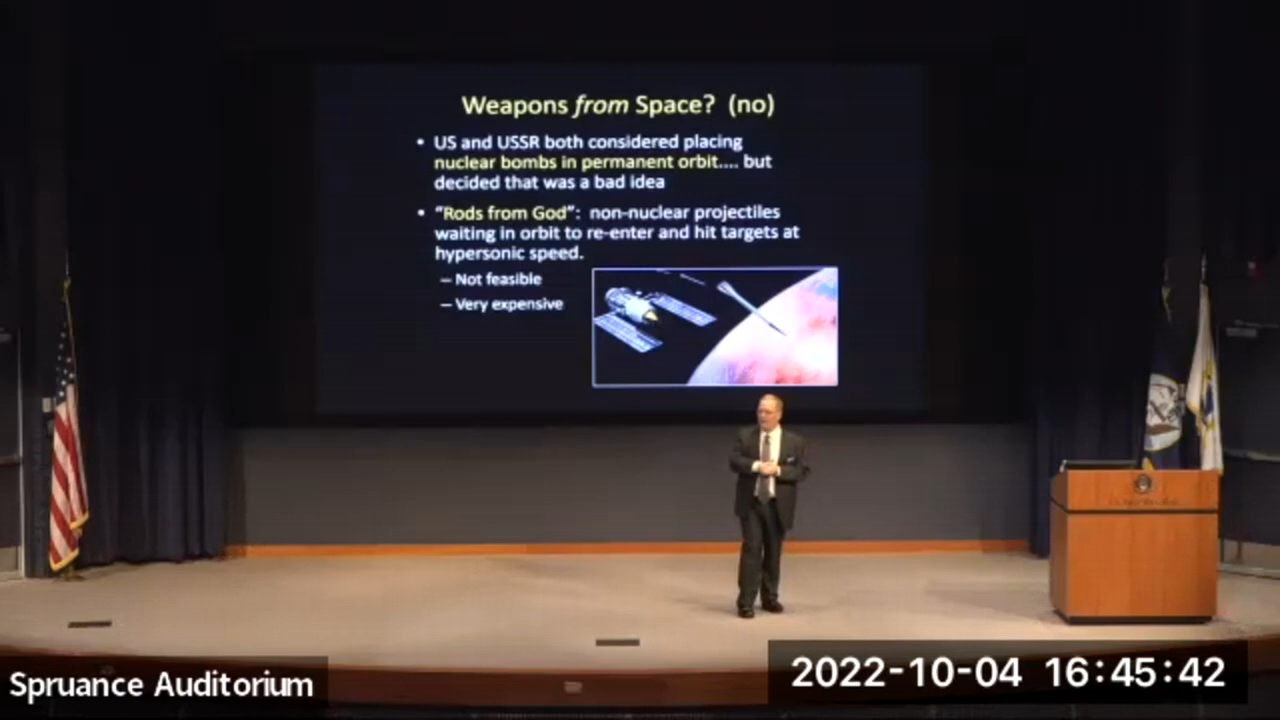 Weapons from Space? (no)
• US and USSR both considered placing
nuclear bombs in permanent orbit.... but
decided that was a bad idea
• “Rods from God”: non-nuclear projectiles
waiting in orbit to re-enter and hit targets at
hypersonic speed.
– Not feasible
– Very expensive
Spruance Auditorium
2022-10-04 16:45:42